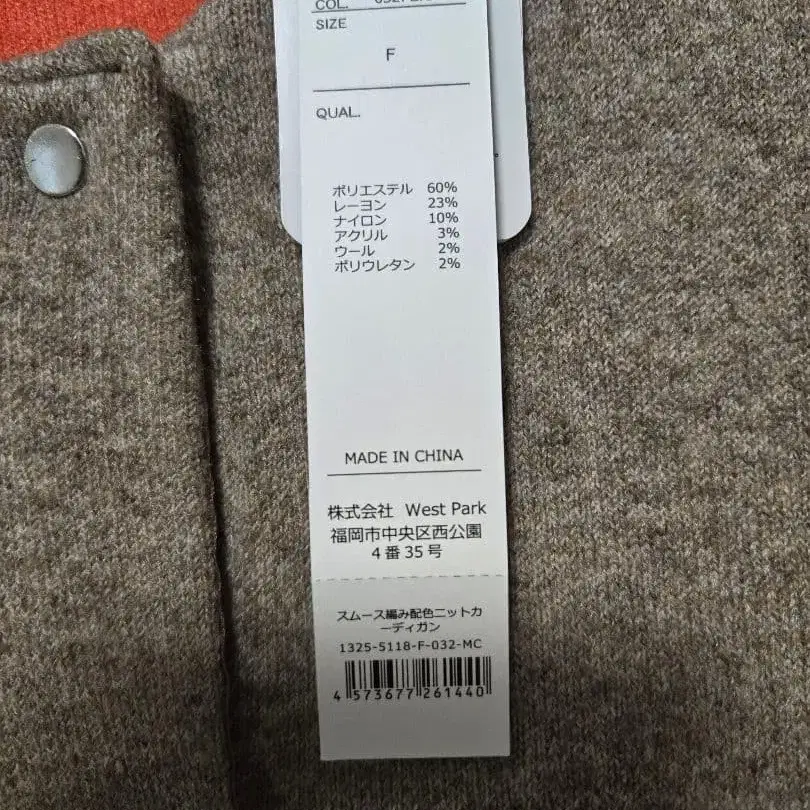 COL.
SIZE
F
QUAL.
ポリエステル 60%
レーヨン 23%
ナイロン 10%
アクリル 3%
ウール 2%
ポリウレタン 2%
MADE IN CHINA
株式会社 West Park
福岡市中央区西公園
4番35号
スムース編み配色ニットカ
ーディガン
1325-5118-F-032-MC
4 573677 261440